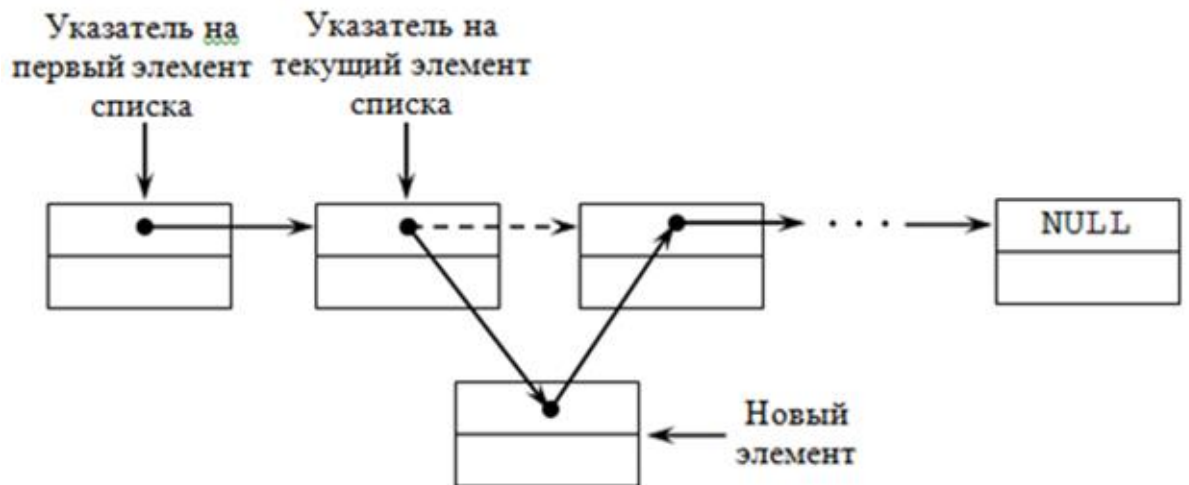 Указатель на
первый элемент
списка
Указатель на
текущий элемент
списка
NULL
Новый
элемент